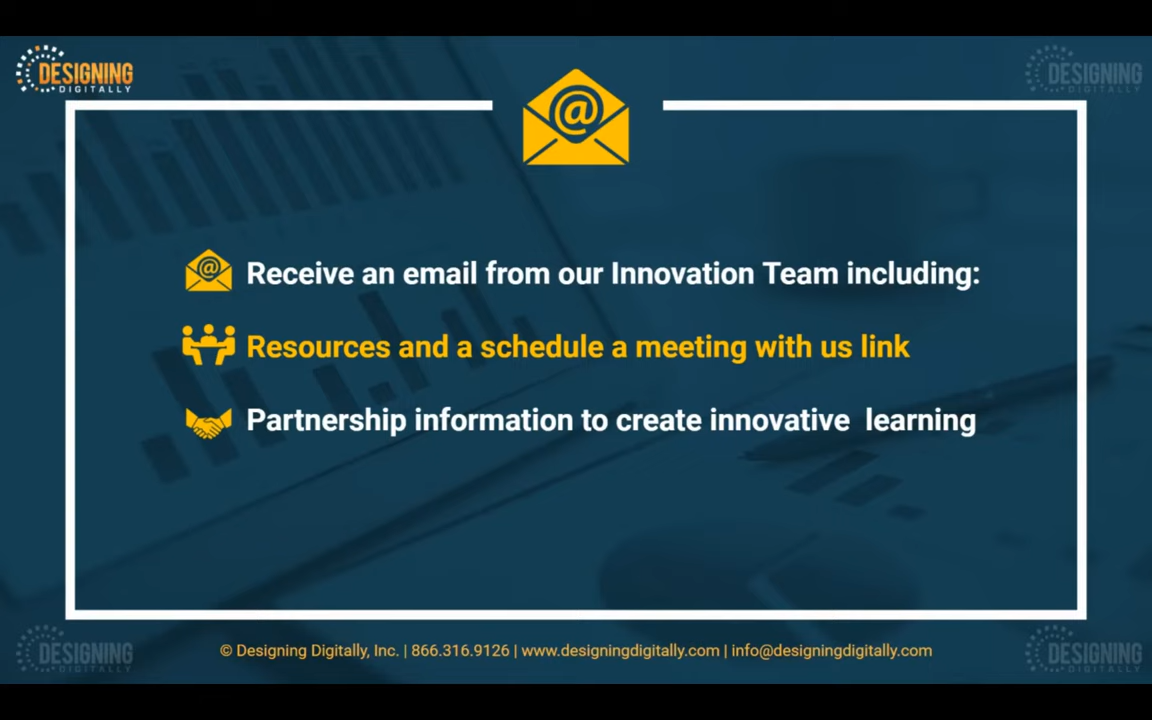 DESIGNING
DIGITALLY
DESIGNING
DIGITALLY
@
@ Receive an email from our Innovation Team including:
Resources and a schedule a meeting with us link
Partnership information to create innovative  learning
DESIGNING
DIGITALLY
DESIGNING
DIGITALLY
© Designing Digitally, Inc. | 866.316.9126 | www.designingdigitally.com | info@designingdigitally.com